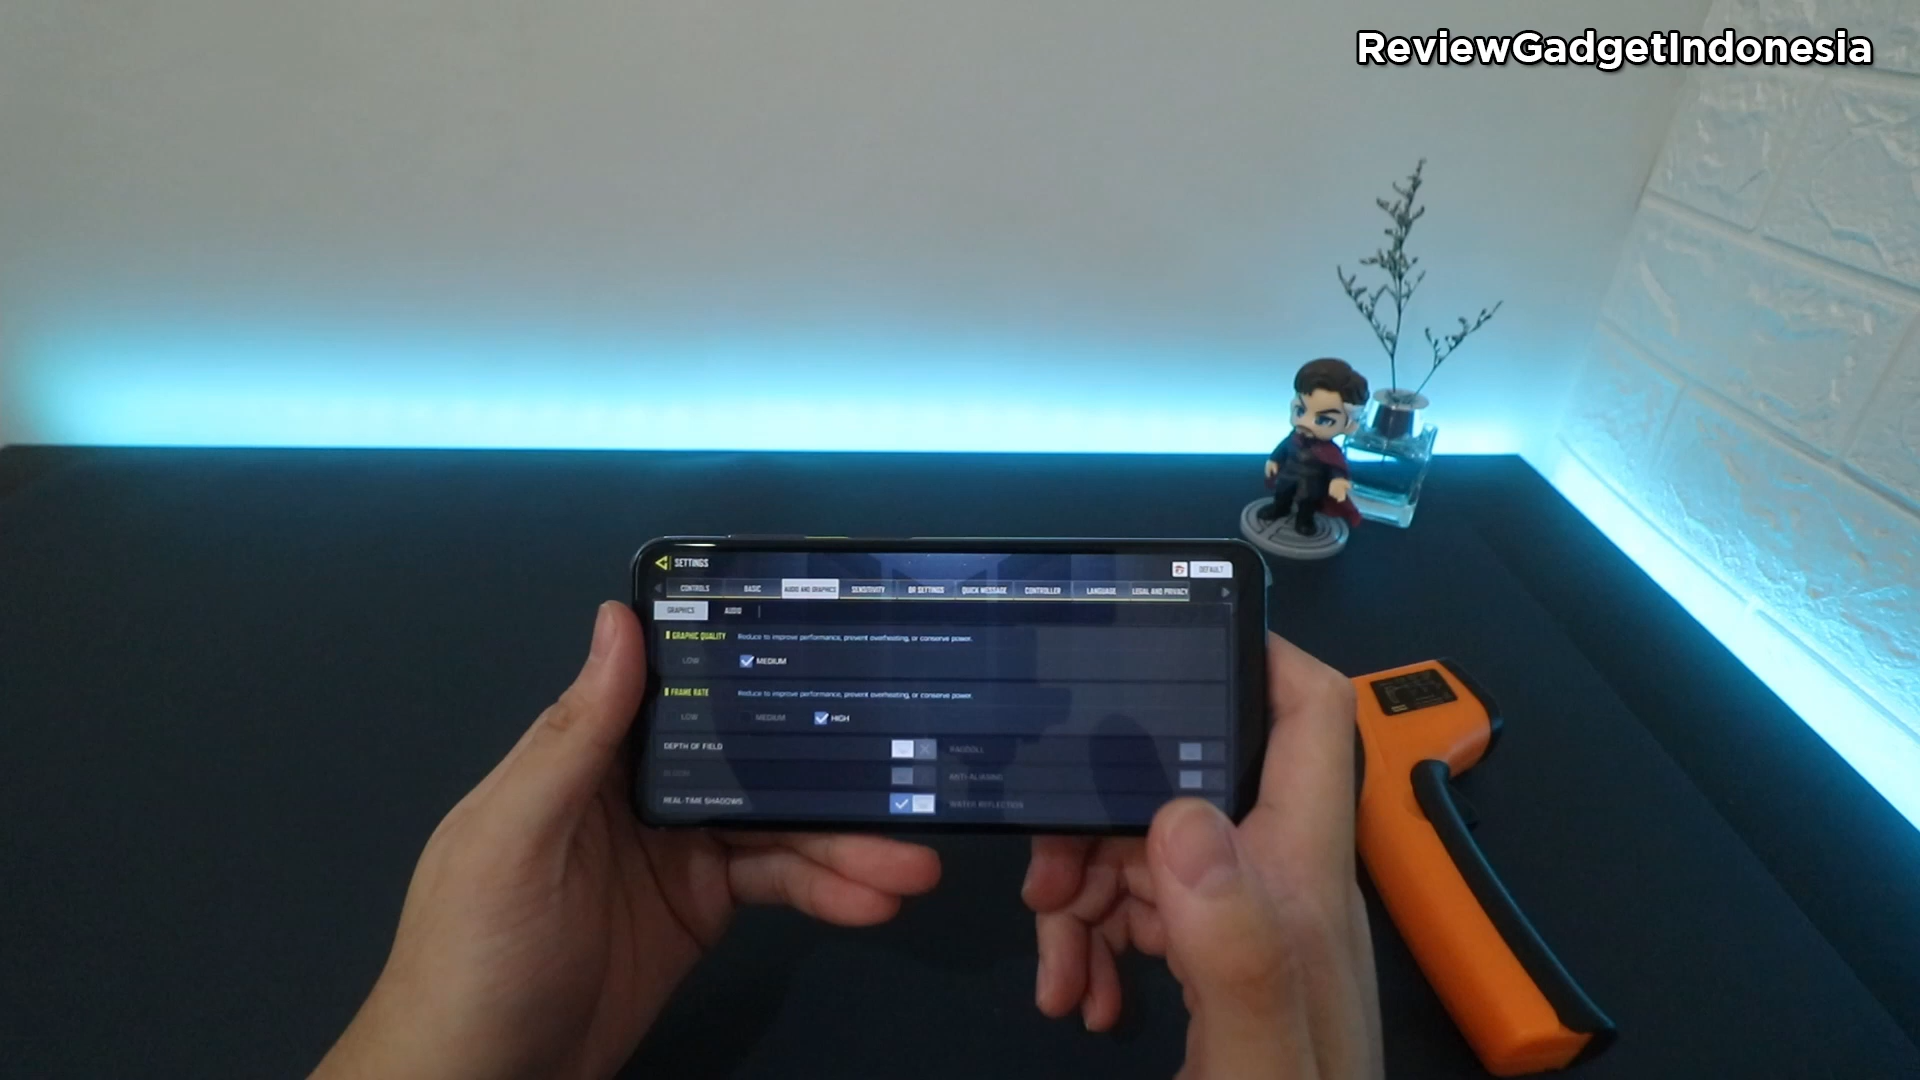 ReviewGadgetIndonesia
SETTINGS
DEFAULT
CONTROLS BASIC AUDIO AND GRAPHICS SENSITIVITY BR SETTINGS QUICK MESSAGE CONTROLLER LANGUAGE LEGAL AND PRIVACY
GRAPHICS AUDIO
GRAPHIC QUALITY Reduce to improve performance, prevent overheating, or conserve power.
LOW MEDIUM
FRAME RATE Reduce to improve performance, prevent overheating, or conserve power.
LOW MEDIUM HIGH
DEPTH OF FIELD RAGDOLL
BLOOM ANTI-ALIASING
REAL-TIME SHADOWS WATER REFLECTION